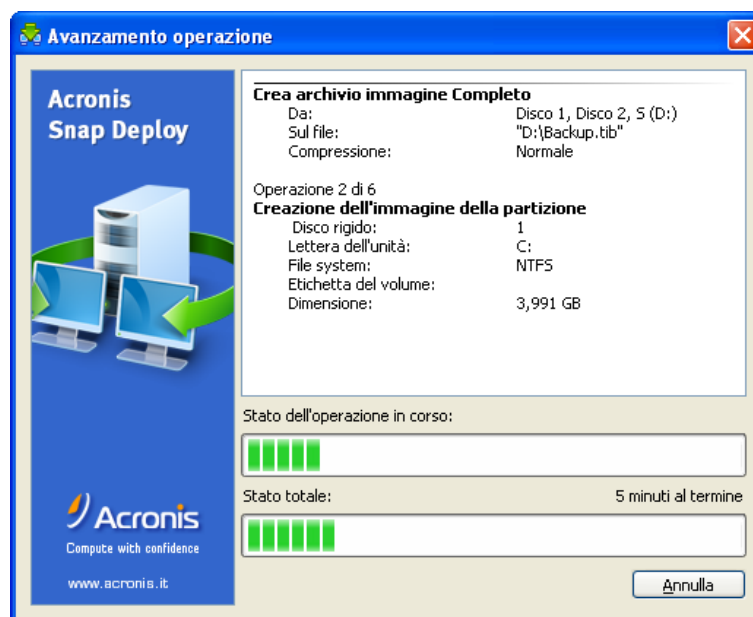 Avanzamento operazione
Acronis
Snap Deploy
Crea archivio immagine Completo
Da: Disco 1, Disco 2, S (D:)
Sul file: "D:\Backup.tib"
Compressione: Normale
Operazione 2 di 6
Creazione dell'immagine della partizione
Disco rigido: 1
Lettera dell'unità: C:
File system: NTFS
Etichetta del volume:
Dimensione: 3,991 GB
Stato dell'operazione in corso:
Stato totale: 5 minuti al termine
Acronis
Compute with confidence
www.acronis.it
Annulla